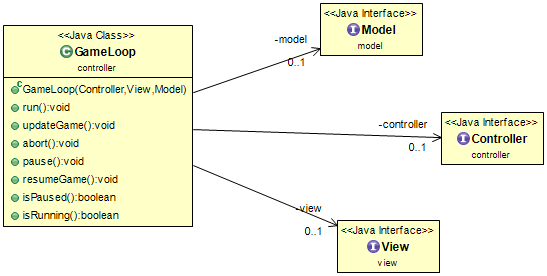 <<Java Class>>
GameLoop
controller
GameLoop(Controller,View,Model)
run():void
updateGame():void
abort():void
pause():void
resumeGame():void
isPaused():boolean
isRunning():boolean
-model
0..1
<<Java Interface>>
Model
model
-controller
0..1
<<Java Interface>>
Controller
controller
-view
0..1
<<Java Interface>>
View
view